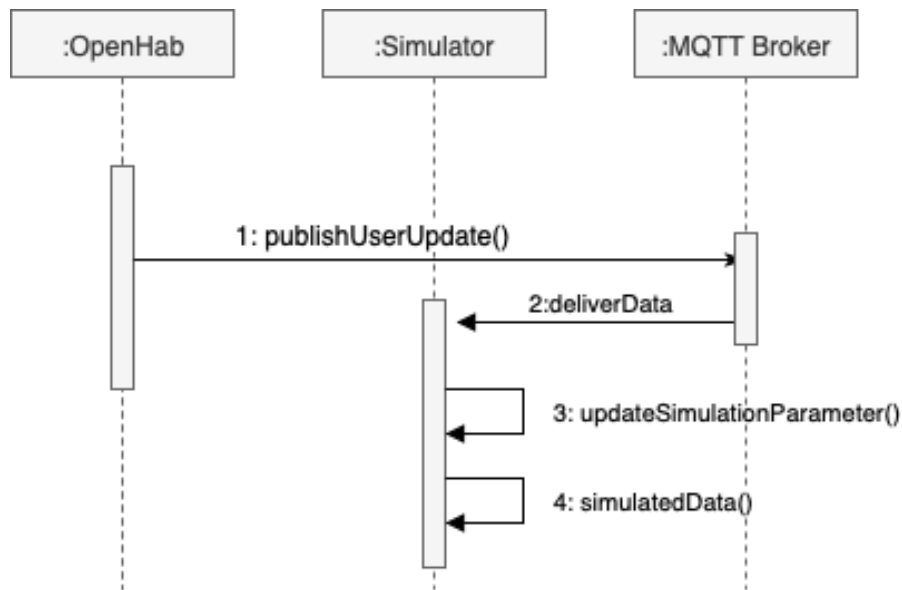 :OpenHab
:Simulator
:MQTT Broker
1: publishUserUpdate()
2:deliverData
3: updateSimulationParameter()
4: simulatedData()